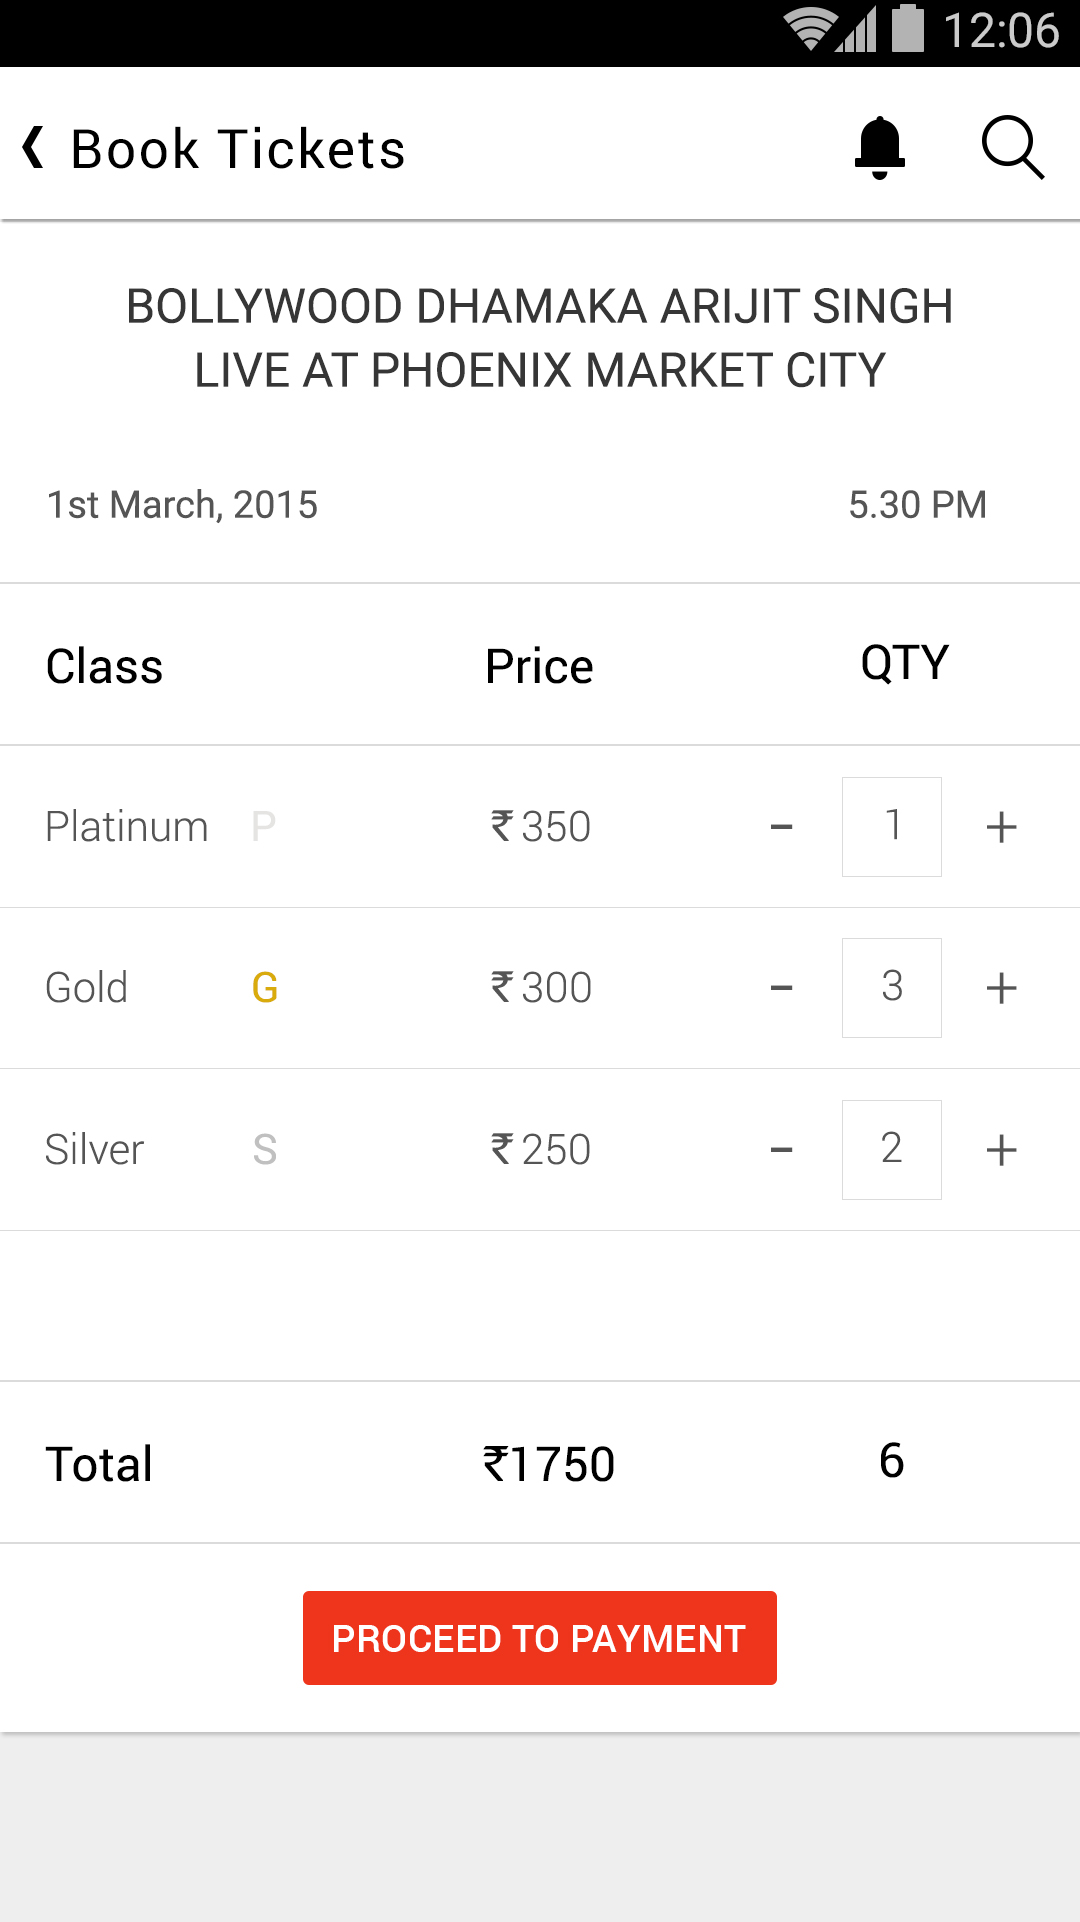 12:06
Book Tickets
BOLLYWOOD DHAMAKA ARIJIT SINGH
LIVE AT PHOENIX MARKET CITY
1st March, 2015 5.30 PM
Class Price QTY
Platinum P ₹ 350 - 1 +
Gold G ₹ 300 - 3 +
Silver S ₹ 250 - 2 +
Total ₹1750 6
PROCEED TO PAYMENT